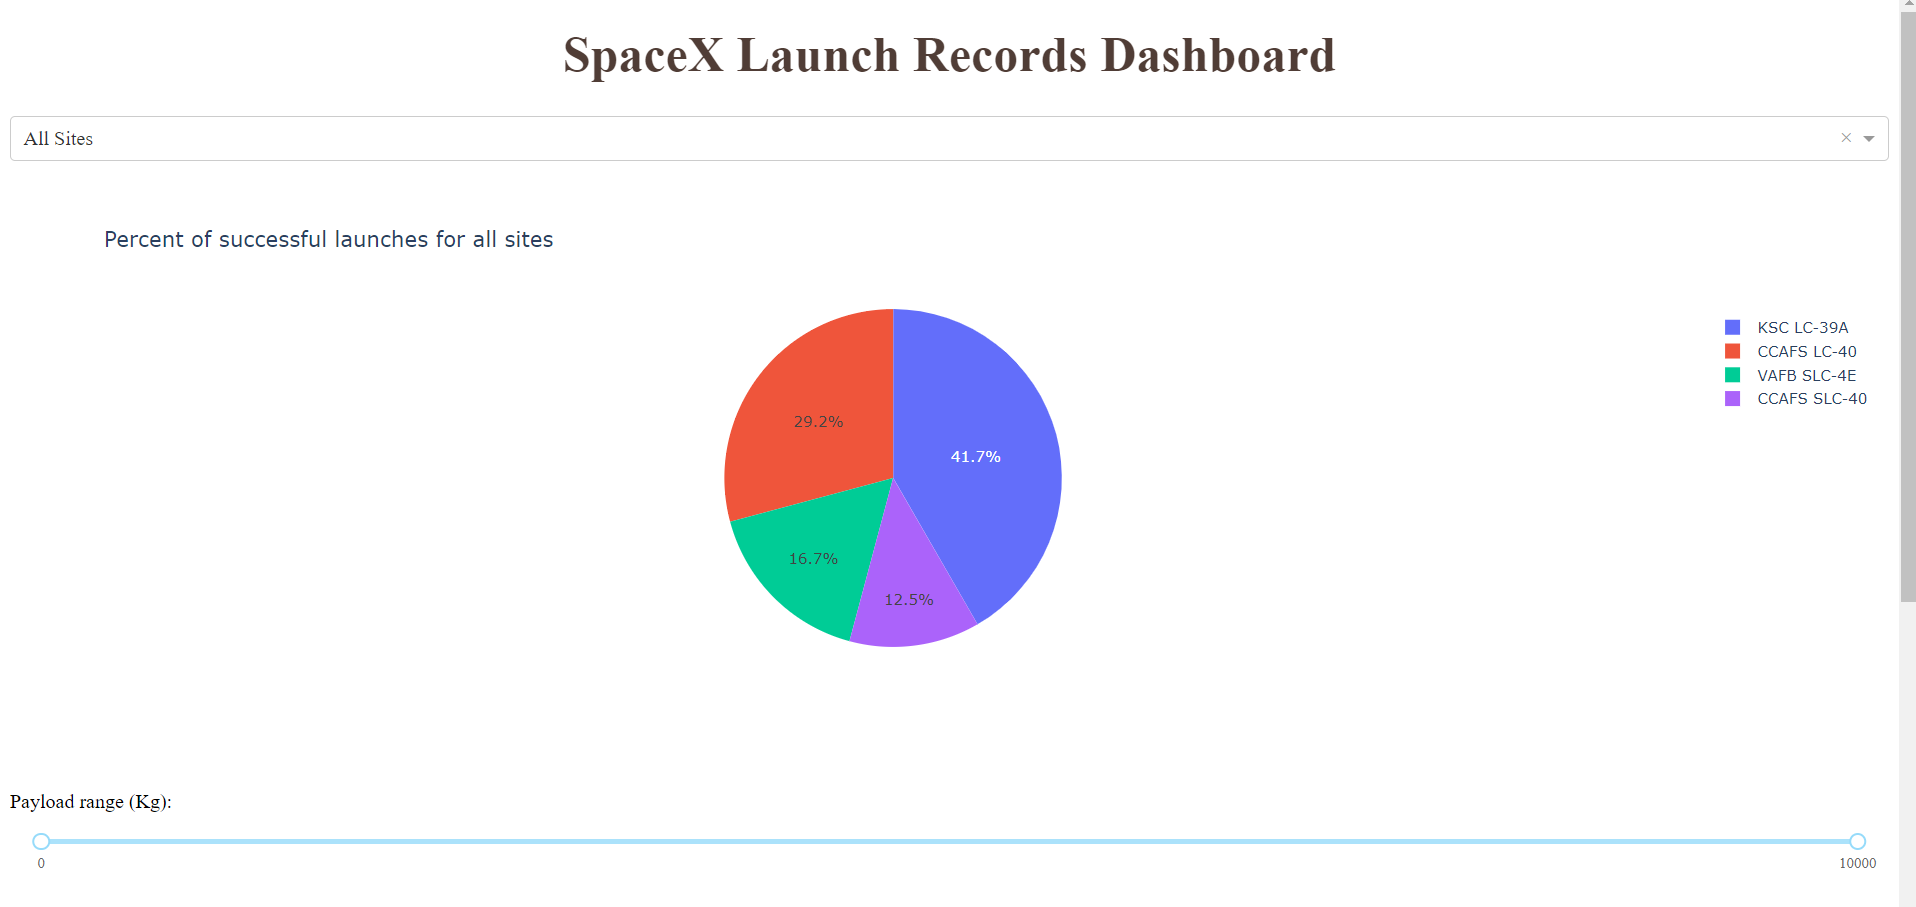 SpaceX Launch Records Dashboard
All Sites
×
Percent of successful launches for all sites
KSC LC-39A
CCAFS LC-40
VAFB SLC-4E
CCAFS SLC-40
29.2%
41.7%
16.7%
12.5%
Payload range (Kg):
0
10000